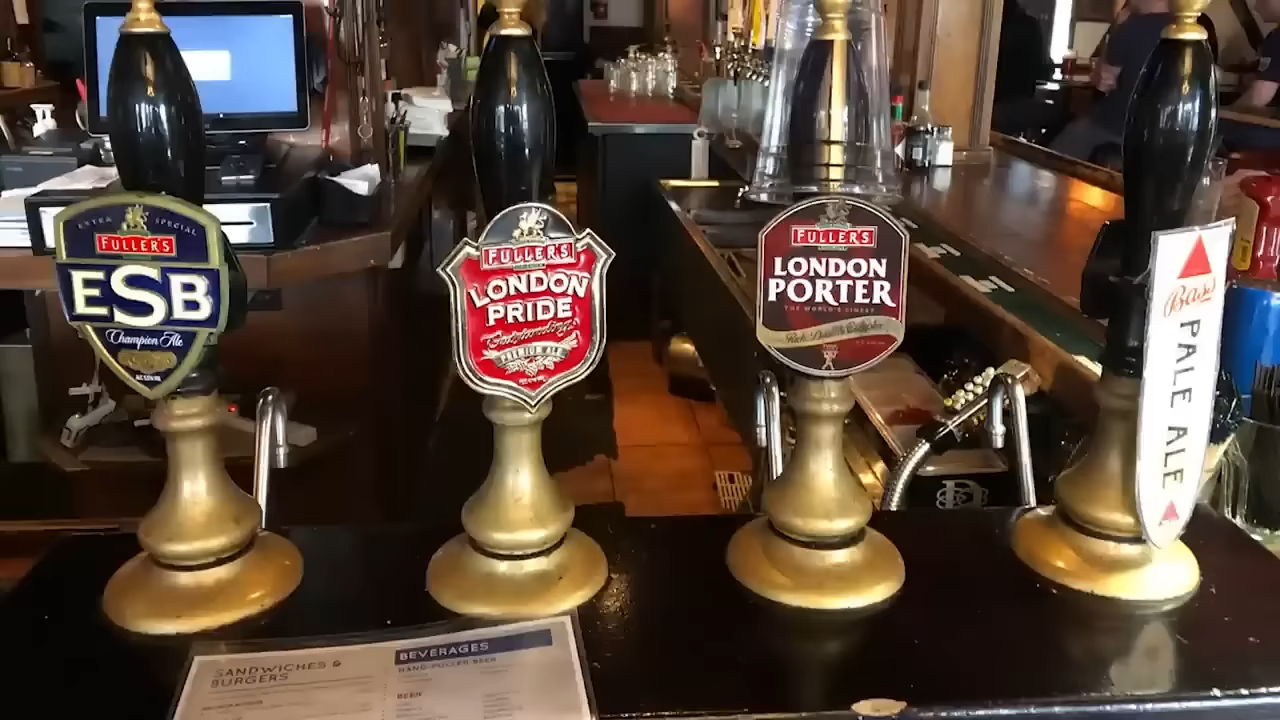 EXTRA SPECIAL
FULLER'S
ESB
Champion Ale
FULLER'S
LONDON
PRIDE
Outstanding
PREMIUM ALE
FULLER'S
LONDON
PORTER
THE WORLD'S FINEST
Bass
PALE ALE
SANDWICHES &
BURGERS
BEVERAGES
HAND-PULLED BEER
BEER